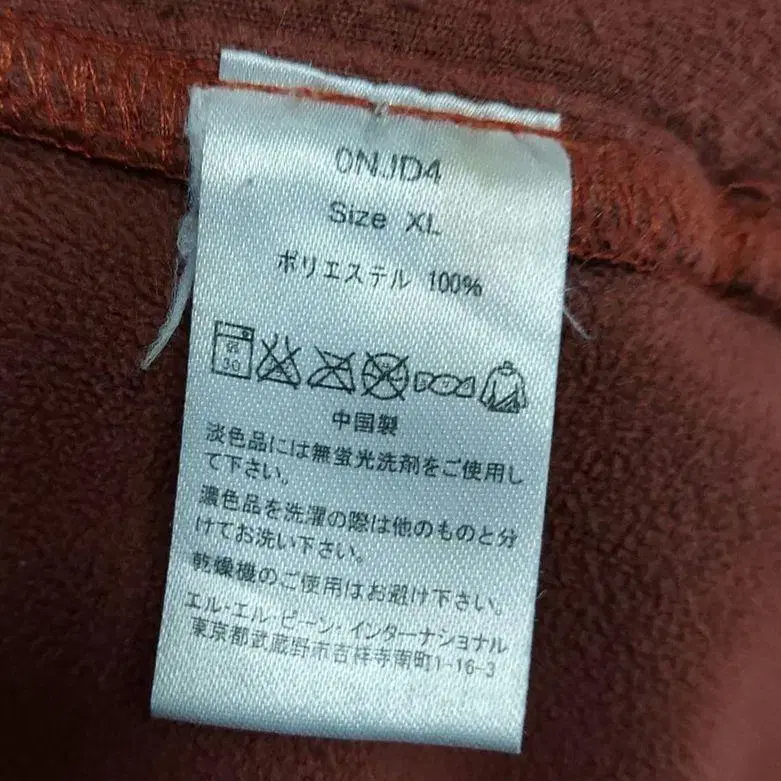 0NJD4
Size XL
ポリエステル 100%
30
中国製
淡色品には無蛍光洗剤をご使用し
て下さい。
濃色品を洗濯の際は他のものと分
けてお洗い下さい。
乾燥機のご使用はお避け下さい。
エル・エル・ビーン・インターナショナル
東京都武蔵野市吉祥寺南町1-16-3